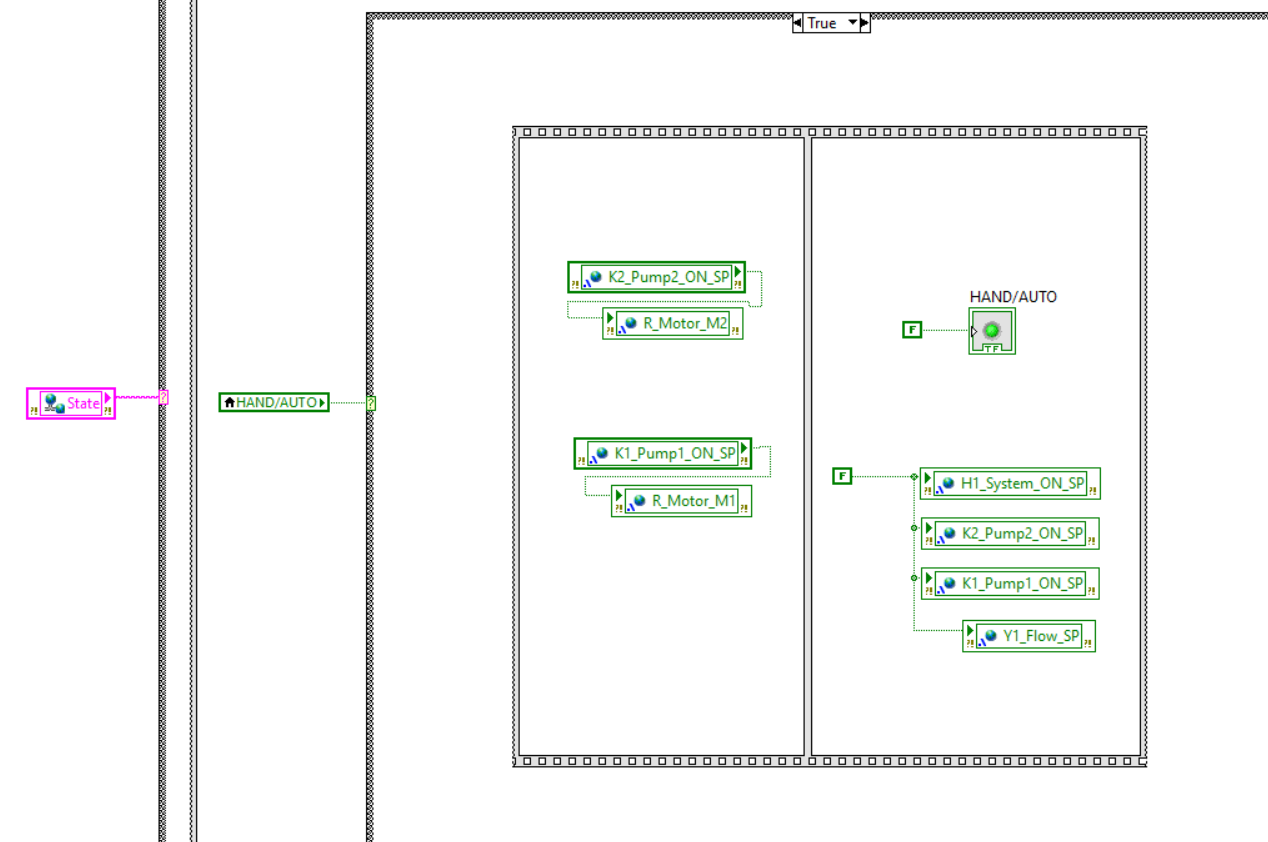 True
K2_Pump2_ON_SP
R_Motor_M2
HAND/AUTO
F
TF
State
?
HAND/AUTO
?
K1_Pump1_ON_SP
R_Motor_M1
F
H1_System_ON_SP
K2_Pump2_ON_SP
K1_Pump1_ON_SP
Y1_Flow_SP